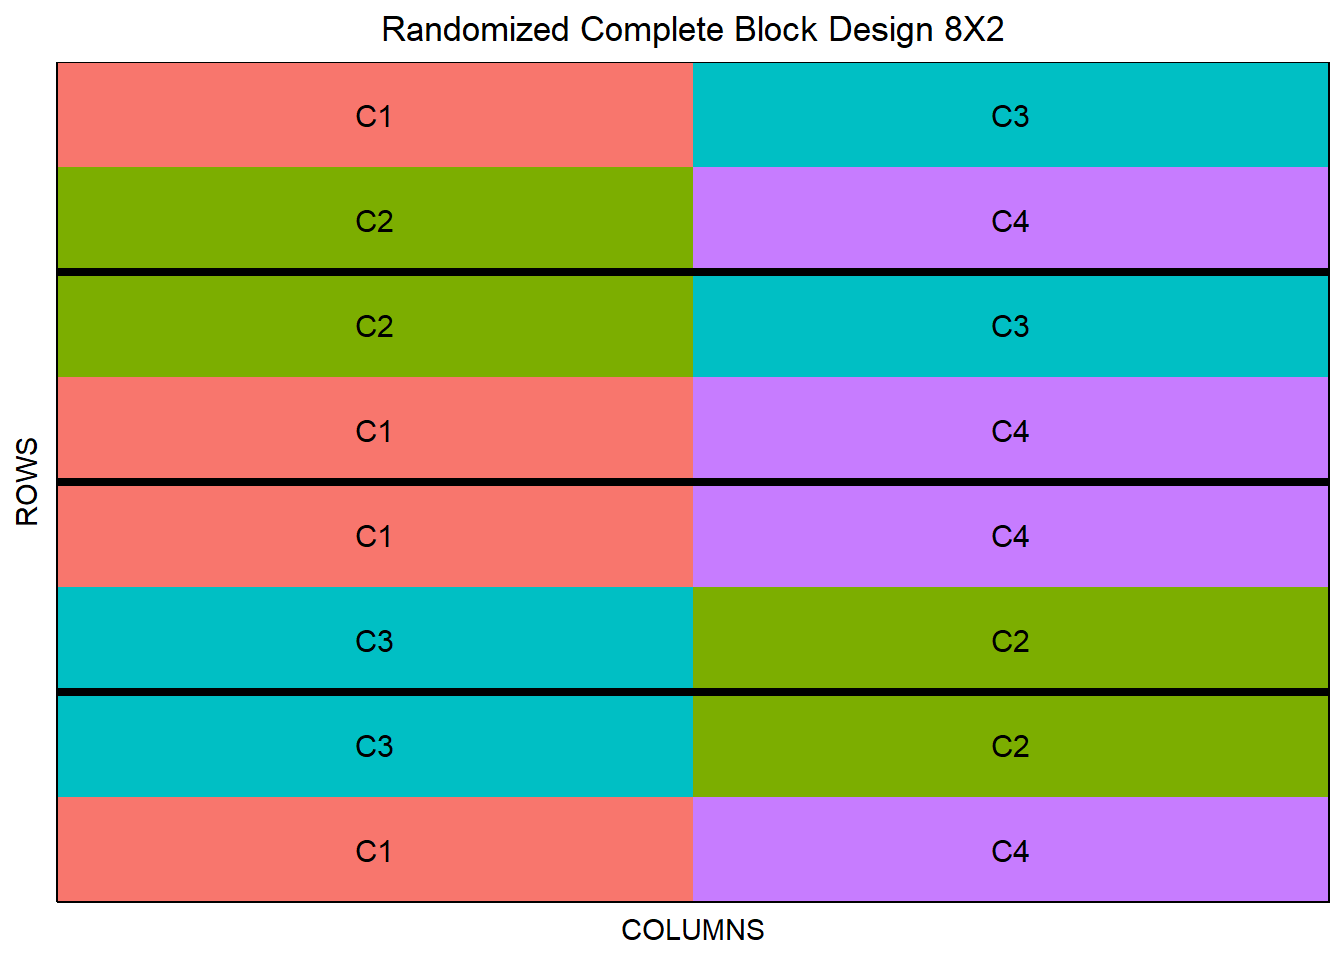 Randomized Complete Block Design 8X2
C1 C3
C2 C4
C2 C3
C1 C4
ROWS
C1 C4
C3 C2
C3 C2
C1 C4
COLUMNS